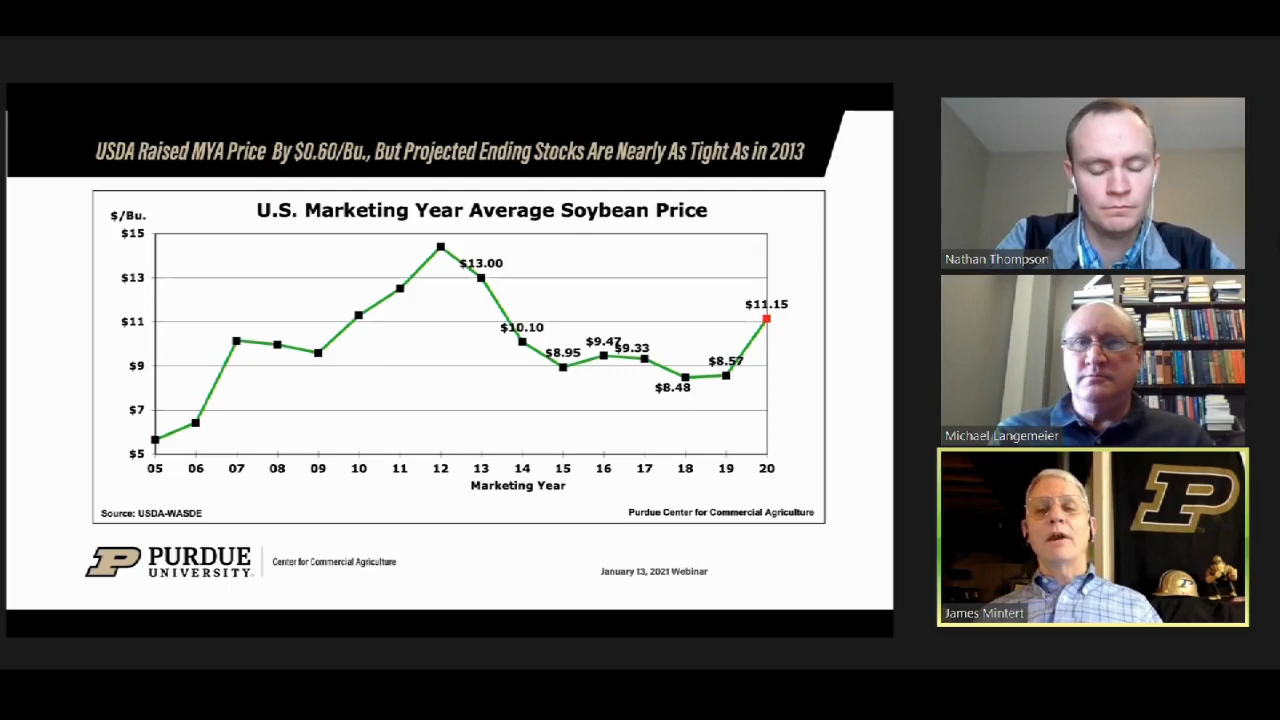 USDA Raised MYA Price By $0.60/Bu., But Projected Ending Stocks Are Nearly As Tight As in 2013
U.S. Marketing Year Average Soybean Price
$/Bu.
$15
$13
$11
$9
$7
$5
$13.00
$10.10
$8.95
$9.47
$9.33
$8.48
$8.57
$11.15
05 06 07 08 09 10 11 12 13 14 15 16 17 18 19 20
Marketing Year
Source: USDA-WASDE
Purdue Center for Commercial Agriculture
P PURDUE
UNIVERSITY
Center for Commercial Agriculture
January 13, 2021 Webinar
Nathan Thompson
Michael Langemeier
P
James Mintert